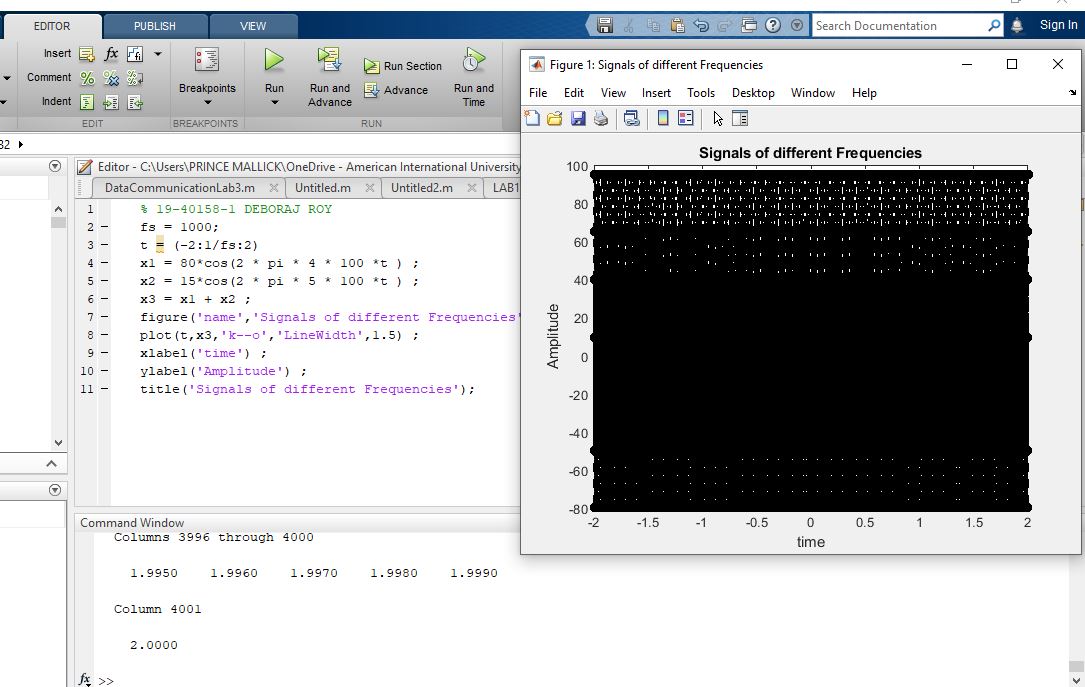 EDITOR PUBLISH VIEW
Search Documentation Sign In
Insert fx
Comment
Indent
Breakpoints
Run
Run and Advance
Run Section
Advance
Run and Time
EDIT BREAKPOINTS RUN
32
Editor - C:\Users\PRINCE MALLICK\OneDrive - American International University
DataCommunicationLab3.m Untitled.m Untitled2.m LAB1
1 % 19-40158-1 DEBORAJ ROY
2 - fs = 1000;
3 - t = (-2:1/fs:2)
4 - x1 = 80*cos(2 * pi * 4 * 100 *t ) ;
5 - x2 = 15*cos(2 * pi * 5 * 100 *t ) ;
6 - x3 = x1 + x2 ;
7 - figure('name','Signals of different Frequencies'
8 - plot(t,x3,'k--o','LineWidth',1.5) ;
9 - xlabel('time') ;
10 - ylabel('Amplitude') ;
11 - title('Signals of different Frequencies');
Command Window
Columns 3996 through 4000
1.9950 1.9960 1.9970 1.9980 1.9990
Column 4001
2.0000
fx >>
Figure 1: Signals of different Frequencies
File Edit View Insert Tools Desktop Window Help
Signals of different Frequencies
100
80
60
40
20
0
-20
-40
-60
-80
Amplitude
-2 -1.5 -1 -0.5 0 0.5 1 1.5 2
time